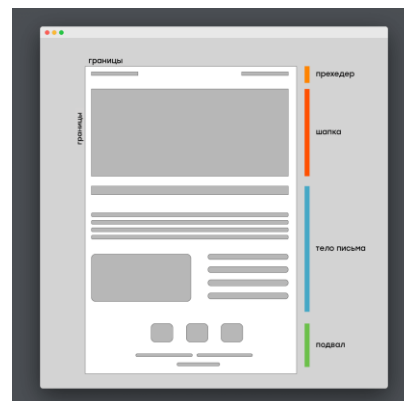 границы
границы
прехедер
шапка
тело письма
подвал